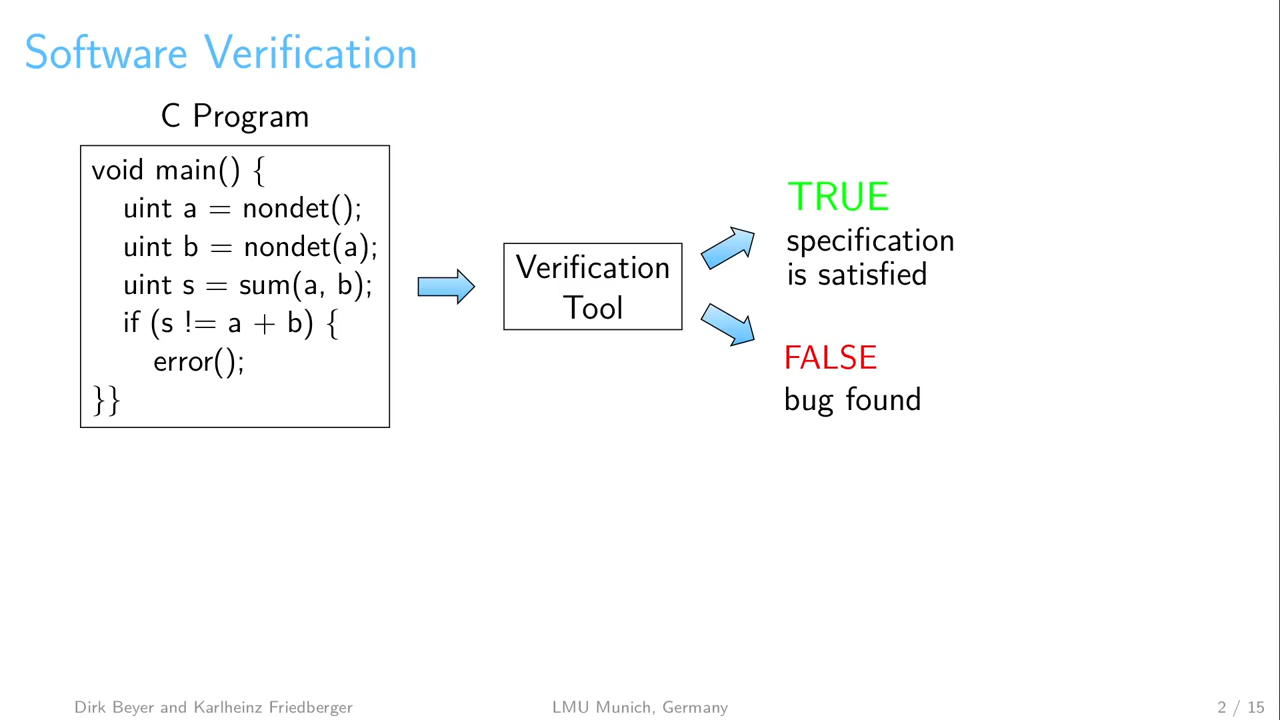 Software Verification
C Program
void main() {
uint a = nondet();
uint b = nondet(a);
uint s = sum(a, b);
if (s != a + b) {
error();
}}
Verification
Tool
TRUE
specification
is satisfied
FALSE
bug found
Dirk Beyer and Karlheinz Friedberger
LMU Munich, Germany
2 / 15